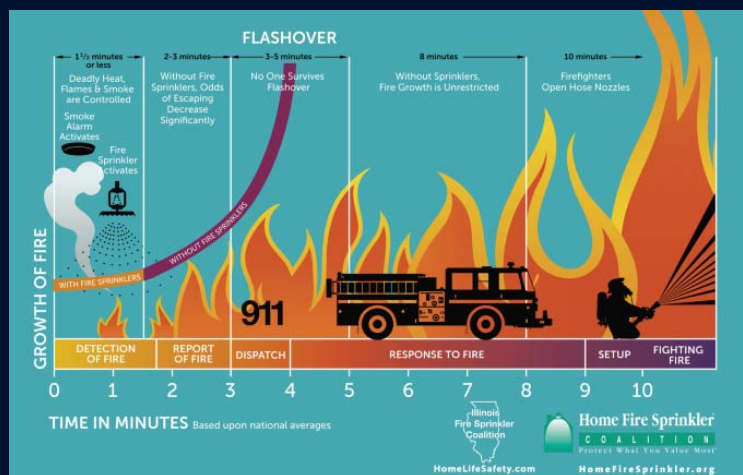 FLASHOVER
1½ minutes
or less
Deadly Heat,
Flames & Smoke
are Controlled
Smoke
Alarm
Activates
Fire
Sprinkler
Activates
2-3 minutes
Without Fire
Sprinklers, Odds
of Escaping
Decrease
Significantly
3-5 minutes
No One Survives
Flashover
8 minutes
Without Sprinklers,
Fire Growth is Unrestricted
10 minutes
Firefighters
Open Hose Nozzles
GROWTH OF FIRE
WITH FIRE SPRINKLERS
WITHOUT FIRE SPRINKLERS
911
DETECTION
OF FIRE
REPORT
OF FIRE
DISPATCH
RESPONSE TO FIRE
SETUP
FIGHTING
FIRE
0 1 2 3 4 5 6 7 8 9 10
TIME IN MINUTES Based upon national averages
Illinois
Fire Sprinkler
Coalition
HomeLifeSafety.com
Home Fire Sprinkler
COALITION
Protect What You Value Most
HomeFireSprinkler.org